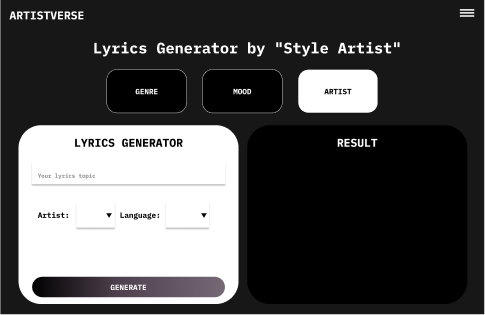 ARTISTVERSE
Lyrics Generator by "Style Artist"
GENRE MOOD ARTIST
LYRICS GENERATOR
Your lyrics topic
Artist: Language:
GENERATE
RESULT